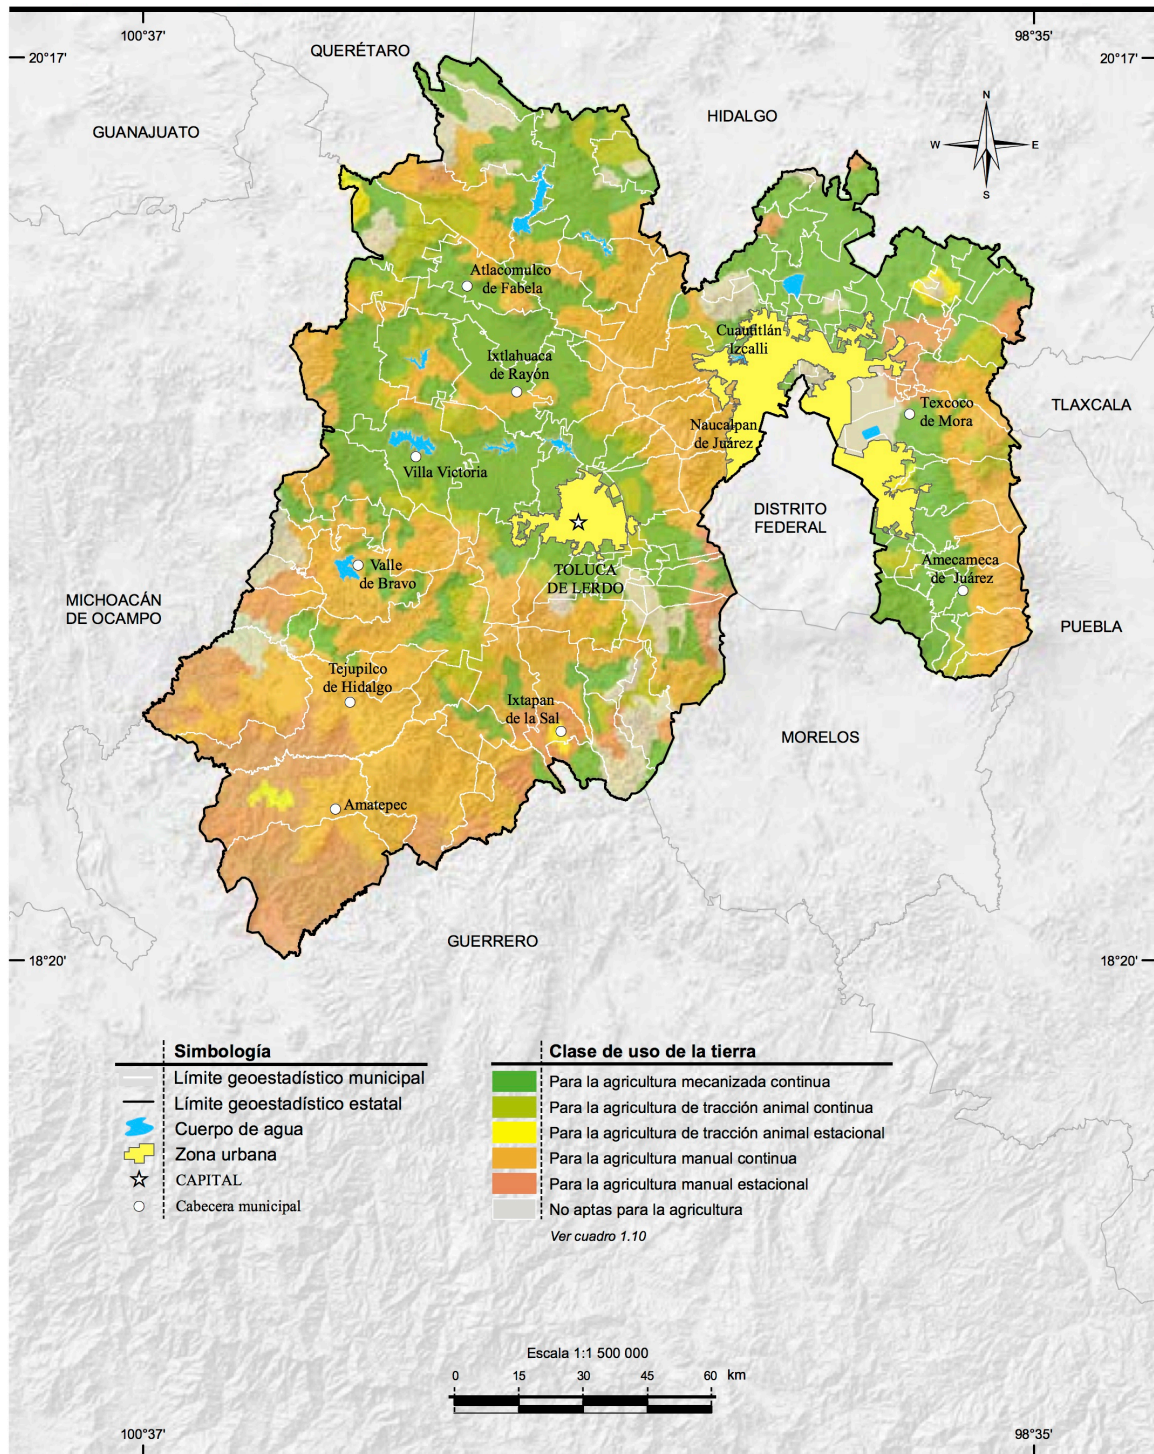 100°37'
98°35'
20°17'
20°17'
QUERÉTARO
GUANAJUATO
HIDALGO
N
W
E
S
Atlacomulco
de Fabela
Cuautitlán
Izcalli
Ixtlahuaca
de Rayón
Texcoco
de Mora
TLAXCALA
Naucalpan
de Juárez
Villa Victoria
DISTRITO
FEDERAL
Valle
de Bravo
TOLUCA
DE LERDO
Amecameca
de Juárez
MICHOACÁN
DE OCAMPO
PUEBLA
Tejupilco
de Hidalgo
Ixtapan
de la Sal
MORELOS
Amatepec
GUERRERO
18°20'
18°20'
Simbología
Límite geoestadístico municipal
Límite geoestadístico estatal
Cuerpo de agua
Zona urbana
CAPITAL
Cabecera municipal
Clase de uso de la tierra
Para la agricultura mecanizada continua
Para la agricultura de tracción animal continua
Para la agricultura de tracción animal estacional
Para la agricultura manual continua
Para la agricultura manual estacional
No aptas para la agricultura
Ver cuadro 1.10
Escala 1:1 500 000
0 15 30 45 60 km
100°37'
98°35'